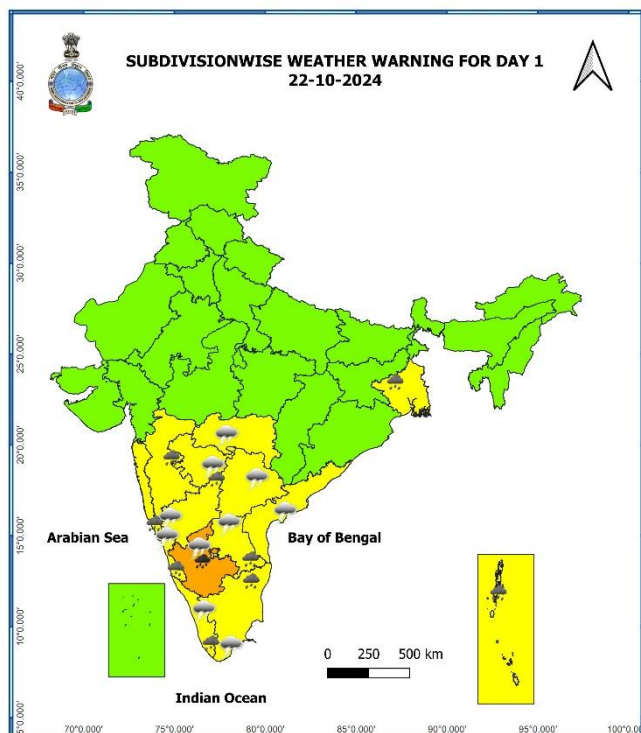 SUBDIVISIONWISE WEATHER WARNING FOR DAY 1
22-10-2024
40°0.000'
35°0.000'
30°0.000'
25°0.000'
20°0.000'
15°0.000'
10°0.000'
5°0.000'
Arabian Sea
Bay of Bengal
0 250 500 km
Indian Ocean
70°0.000' 75°0.000' 80°0.000' 85°0.000' 90°0.000' 95°0.000' 100°0.000'